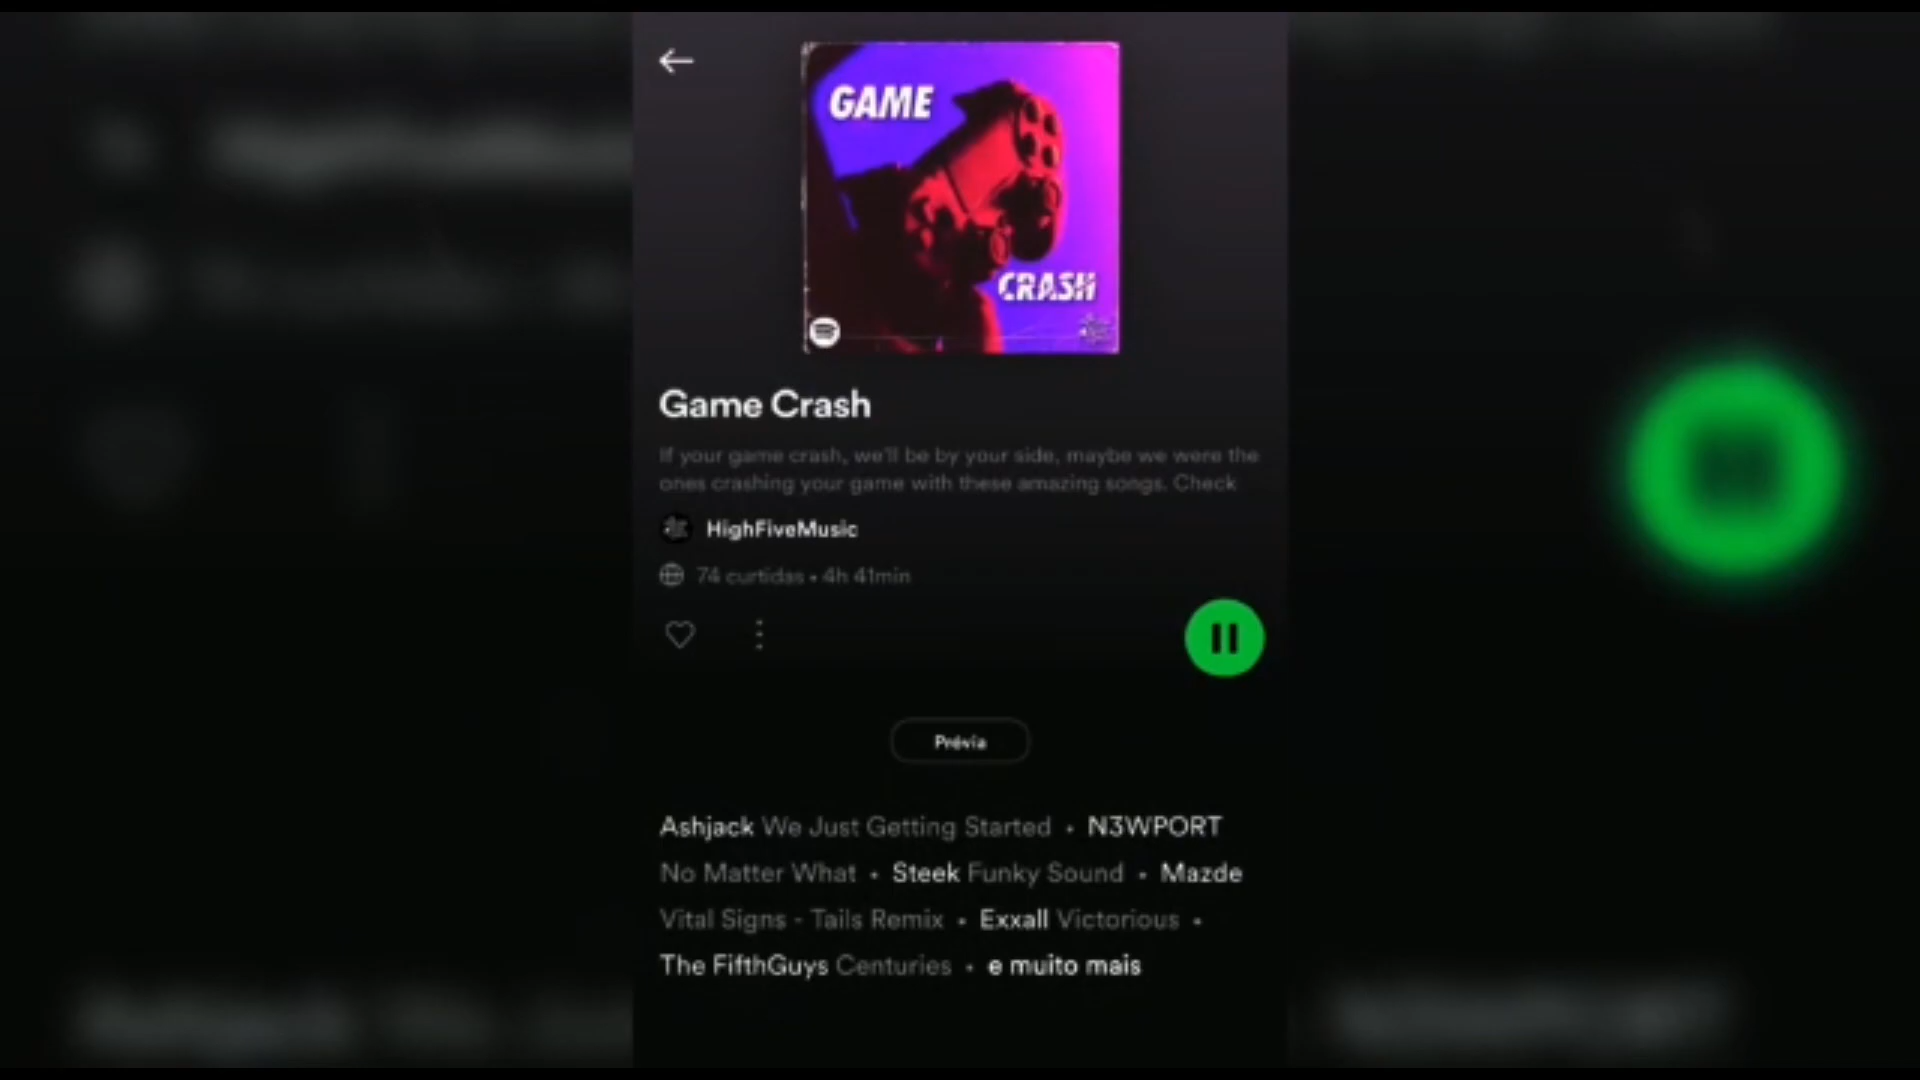 GAME
CRASH
Game Crash
If your game crash, we'll be by your side, maybe we were the
ones crashing your game with these amazing songs. Check
HighFiveMusic
74 curtidas • 4h 41min
Prévia
Ashjack We Just Getting Started • N3WPORT
No Matter What • Steek Funky Sound • Mazde
Vital Signs - Tails Remix • Exxall Victorious •
The FifthGuys Centuries • e muito mais